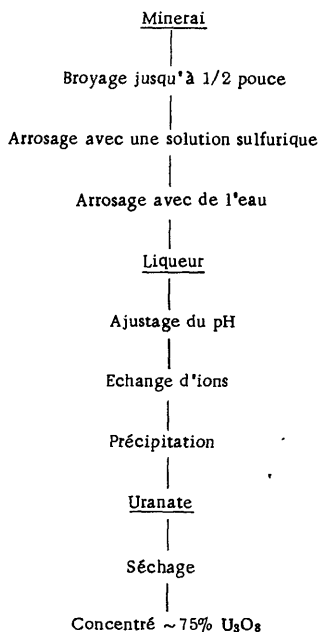 Minerai
Broyage jusqu'à 1/2 pouce
Arrosage avec une solution sulfurique
Arrosage avec de l'eau
Liqueur
Ajustage du pH
Echange d'ions
Précipitation
Uranate
Séchage
Concentré ~75% U₃O₈